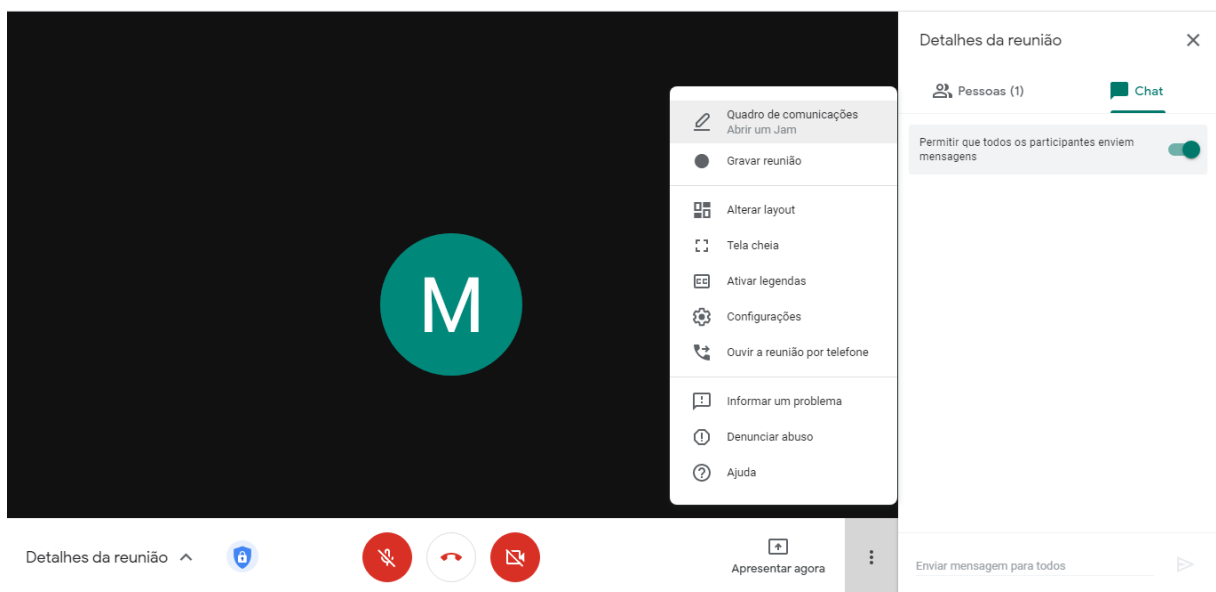 Detalhes da reunião
Pessoas (1)
Chat
Permitir que todos os participantes enviem
mensagens
Quadro de comunicações
Abrir um Jam
Gravar reunião
Alterar layout
Tela cheia
Ativar legendas
Configurações
Ouvir a reunião por telefone
Informar um problema
Denunciar abuso
Ajuda
M
Detalhes da reunião
Apresentar agora
Enviar mensagem para todos